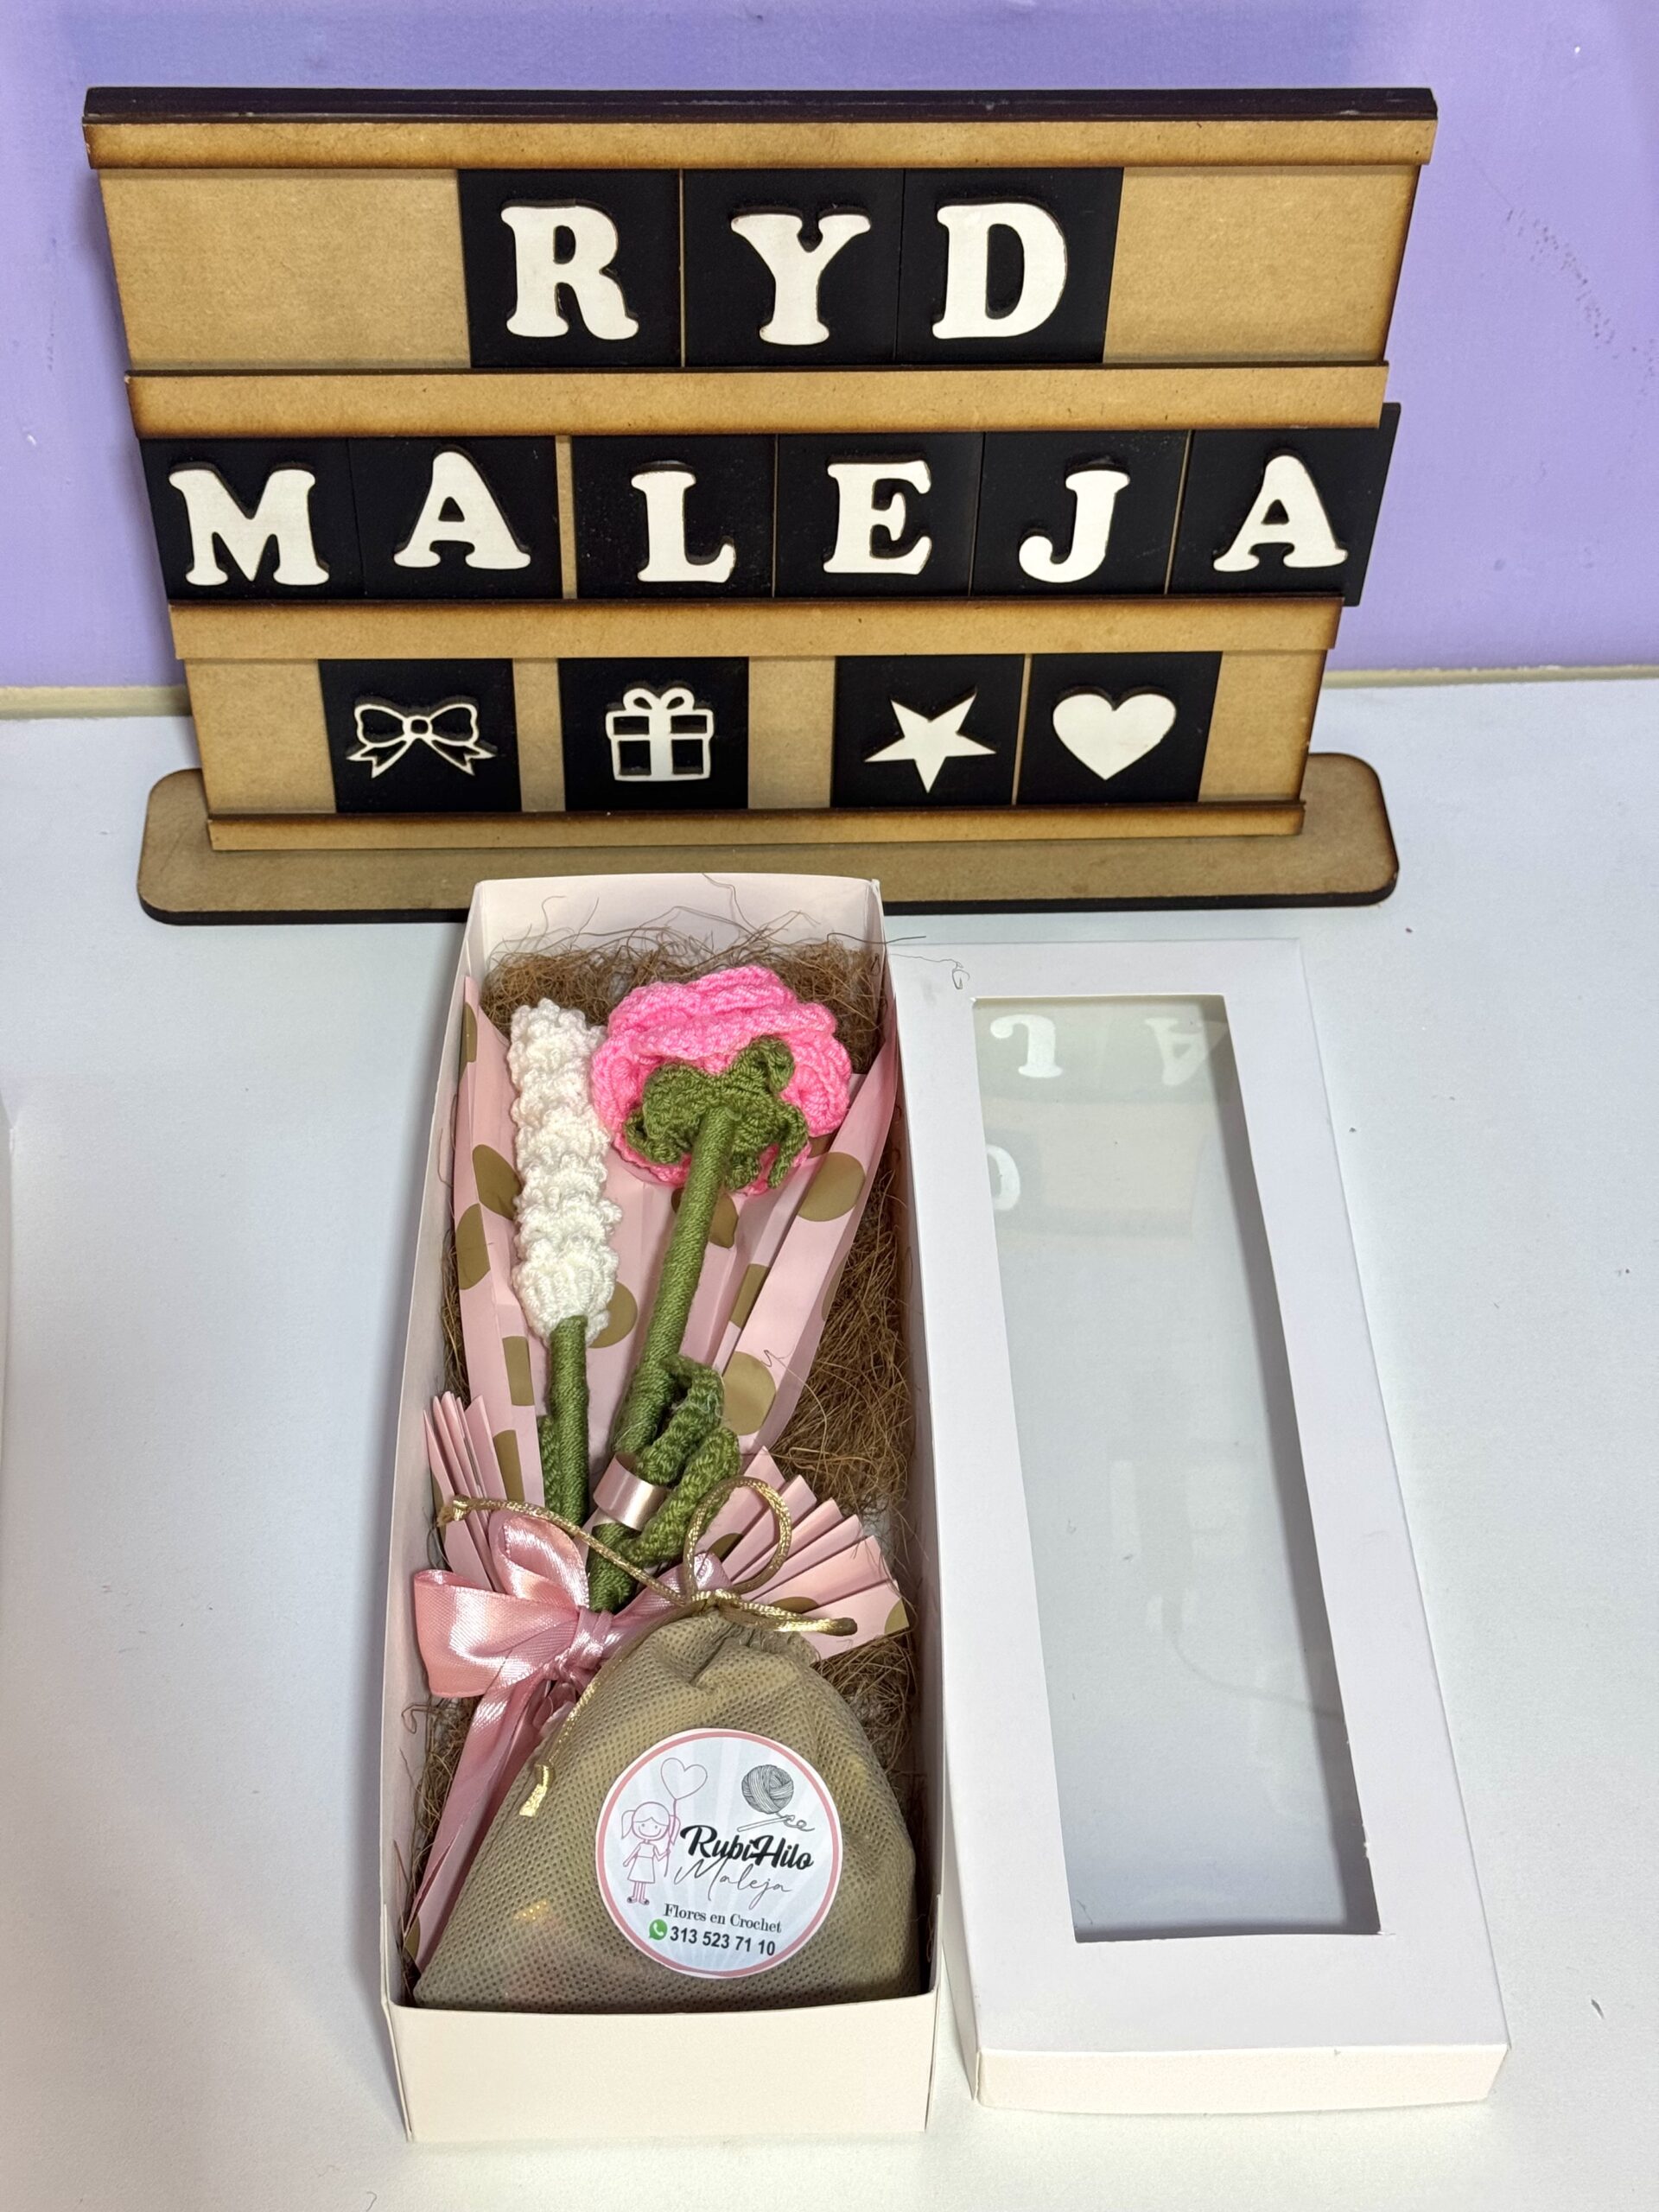 RYD
MALEJA
RubiHilo
Maleja
Flores en Crochet
313 523 71 10